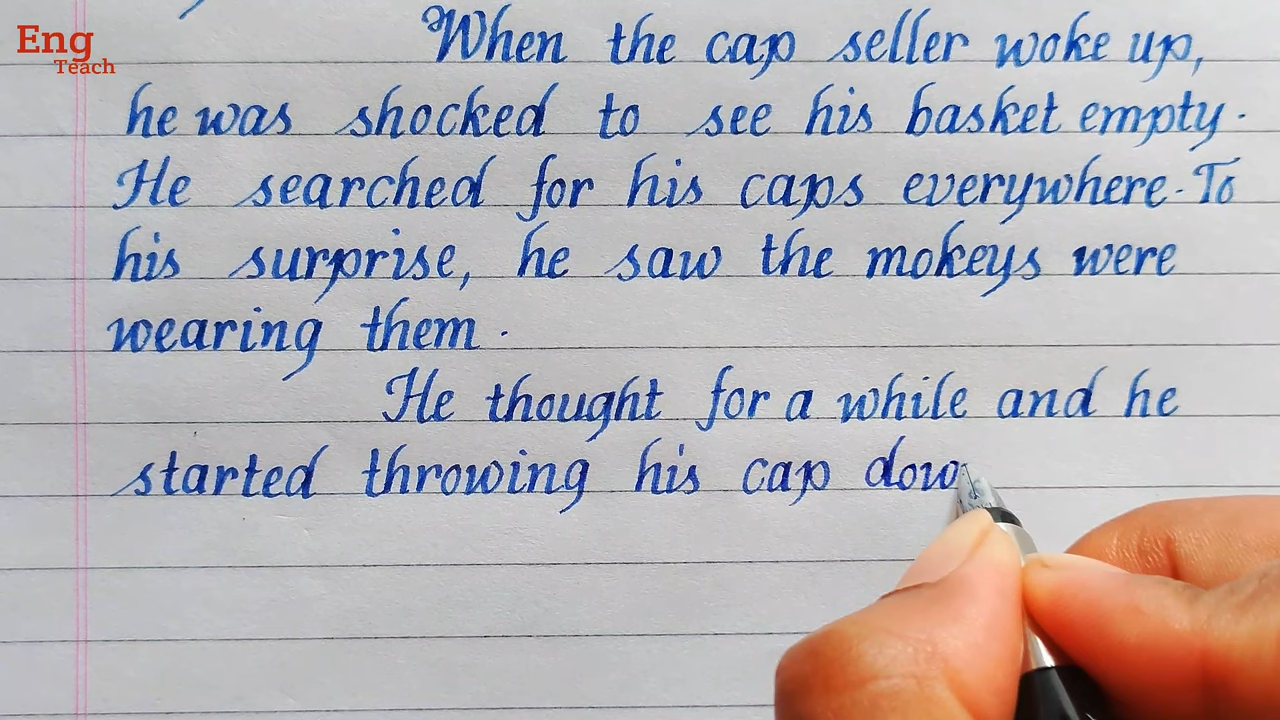 Eng
Teach
When the cap seller woke up,
he was shocked to see his basket empty.
He searched for his caps everywhere. To
his surprise, he saw the mokeys were
wearing them.
He thought for a while and he
started throwing his cap dow